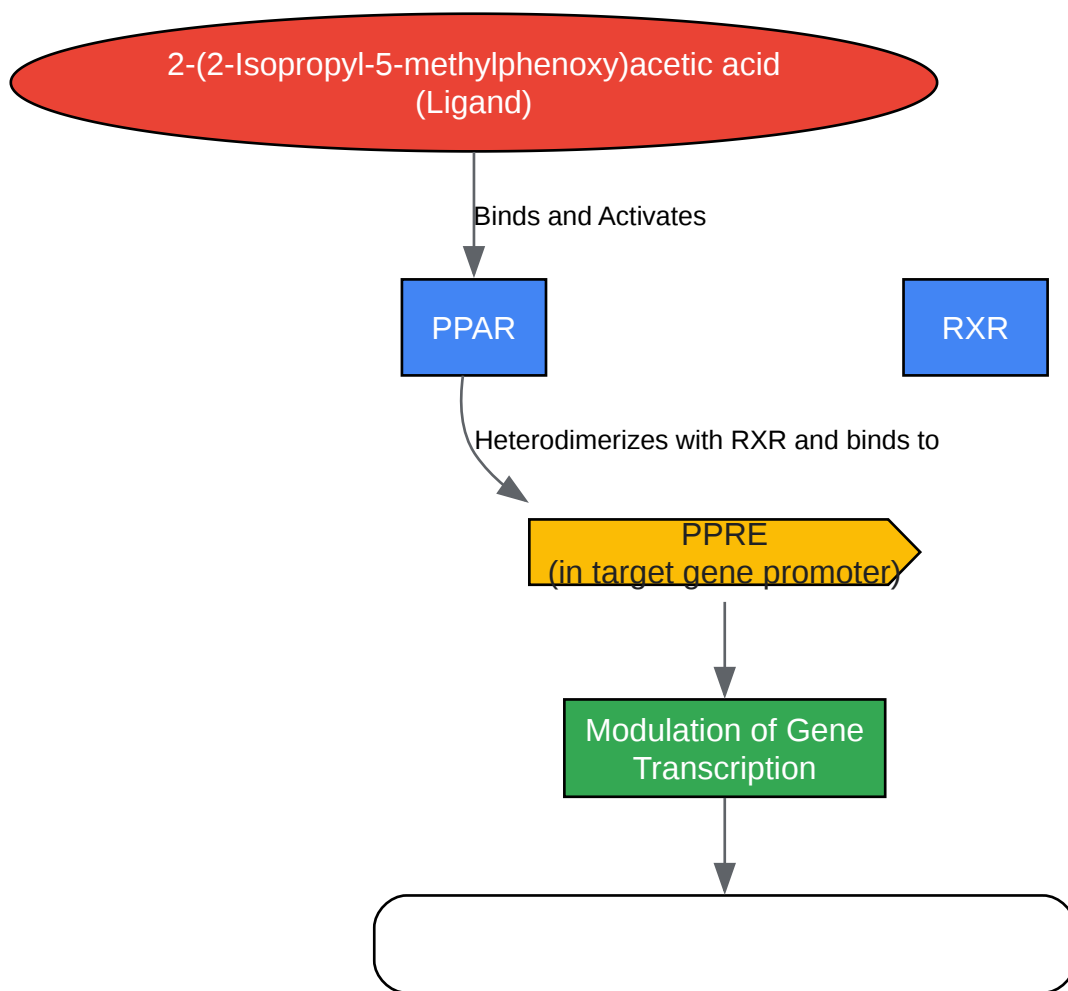 2-(2-Isopropyl-5-methylphenoxy)acetic acid
(Ligand)
Binds and Activates
PPAR
RXR
Heterodimerizes with RXR and binds to
PPRE
(in target gene promoter)
Modulation of Gene
Transcription